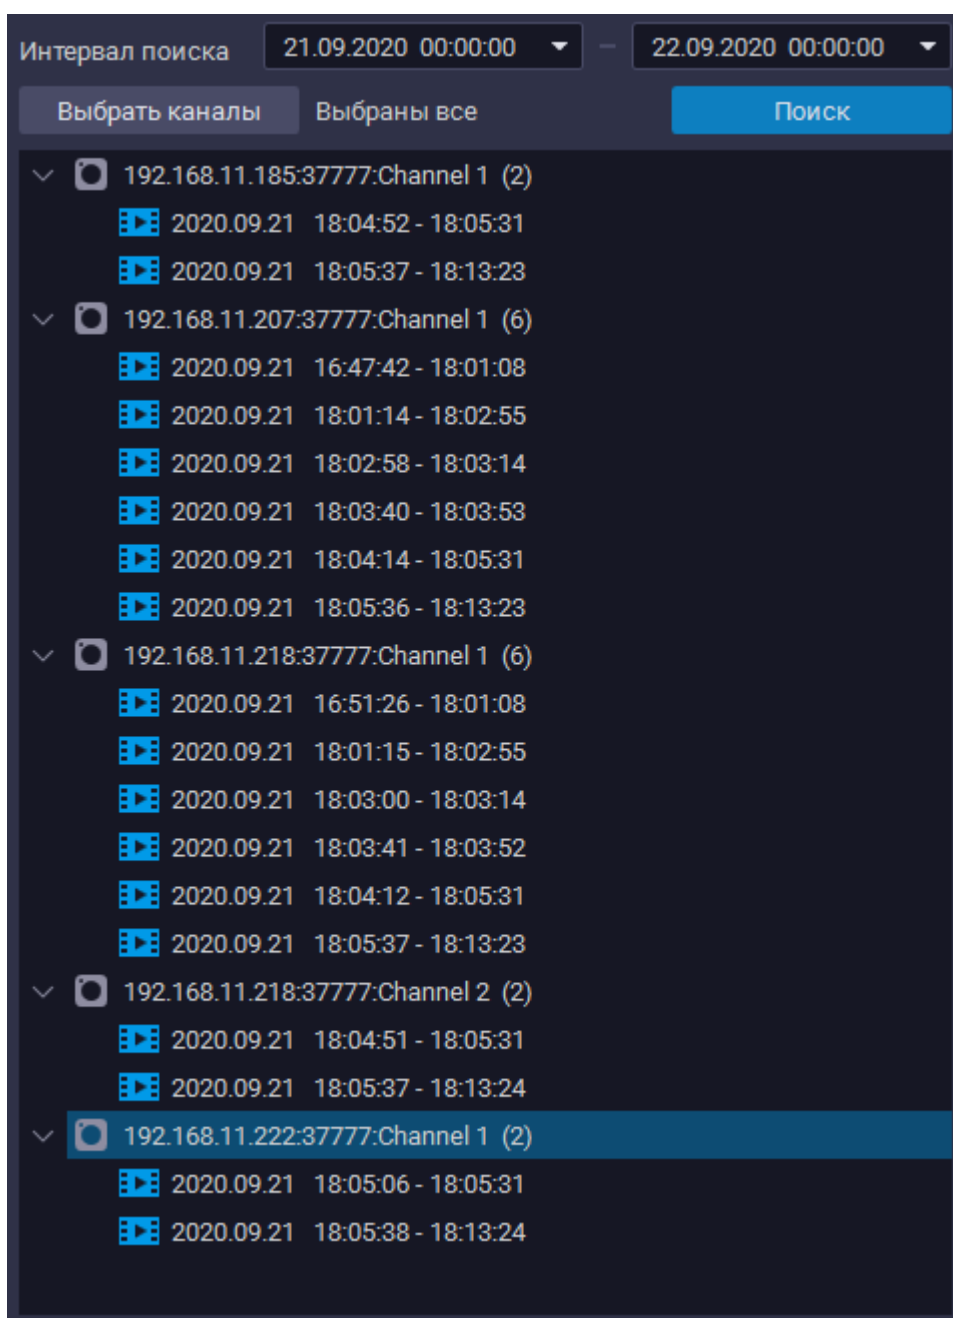 Интервал поиска 21.09.2020 00:00:00 – 22.09.2020 00:00:00
Выбрать каналы Выбраны все Поиск
192.168.11.185:37777:Channel 1 (2)
2020.09.21 18:04:52 - 18:05:31
2020.09.21 18:05:37 - 18:13:23
192.168.11.207:37777:Channel 1 (6)
2020.09.21 16:47:42 - 18:01:08
2020.09.21 18:01:14 - 18:02:55
2020.09.21 18:02:58 - 18:03:14
2020.09.21 18:03:40 - 18:03:53
2020.09.21 18:04:14 - 18:05:31
2020.09.21 18:05:36 - 18:13:23
192.168.11.218:37777:Channel 1 (6)
2020.09.21 16:51:26 - 18:01:08
2020.09.21 18:01:15 - 18:02:55
2020.09.21 18:03:00 - 18:03:14
2020.09.21 18:03:41 - 18:03:52
2020.09.21 18:04:12 - 18:05:31
2020.09.21 18:05:37 - 18:13:23
192.168.11.218:37777:Channel 2 (2)
2020.09.21 18:04:51 - 18:05:31
2020.09.21 18:05:37 - 18:13:24
192.168.11.222:37777:Channel 1 (2)
2020.09.21 18:05:06 - 18:05:31
2020.09.21 18:05:38 - 18:13:24